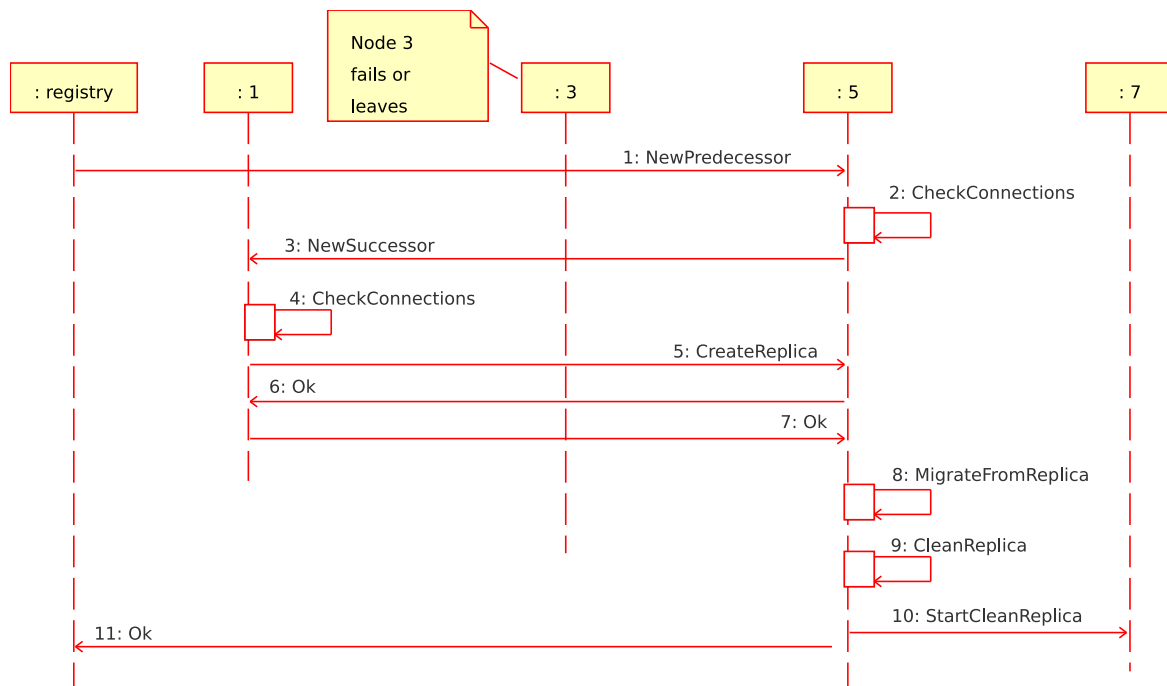 Node 3
fails or
leaves
: registry
: 1
: 3
: 5
: 7
1: NewPredecessor
2: CheckConnections
3: NewSuccessor
4: CheckConnections
5: CreateReplica
6: Ok
7: Ok
8: MigrateFromReplica
9: CleanReplica
10: StartCleanReplica
11: Ok